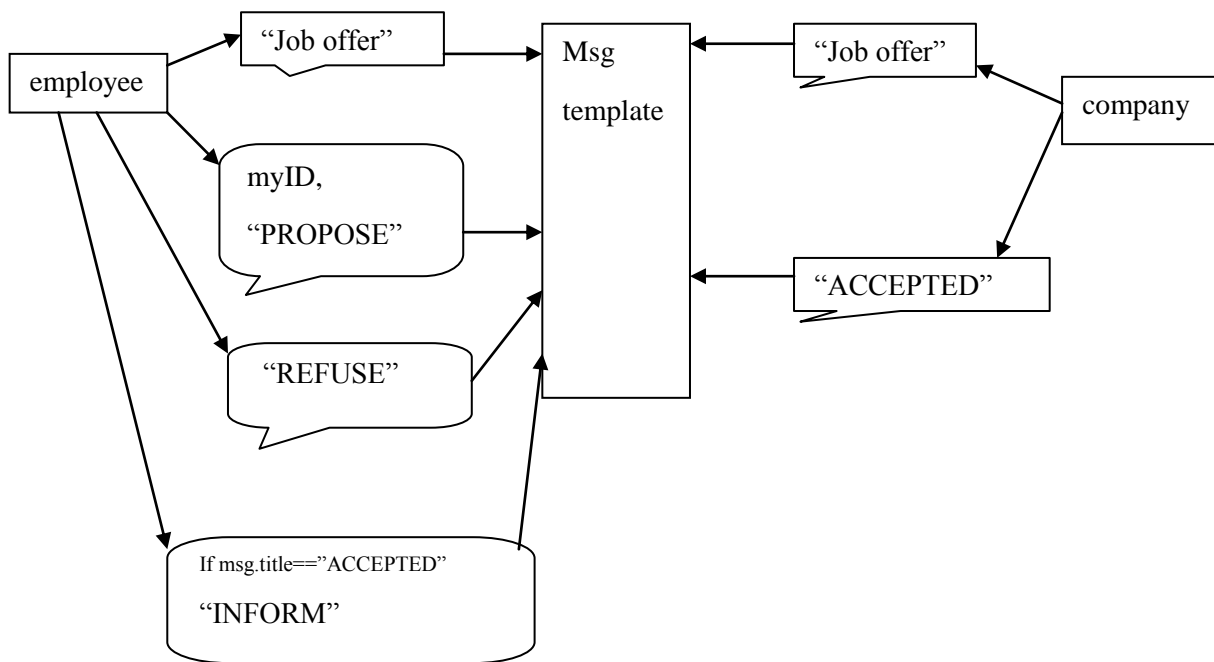 employee
“Job offer”
myID,
“PROPOSE”
“REFUSE”
If msg.title==”ACCEPTED”
“INFORM”
Msg
template
“Job offer”
“ACCEPTED”
company